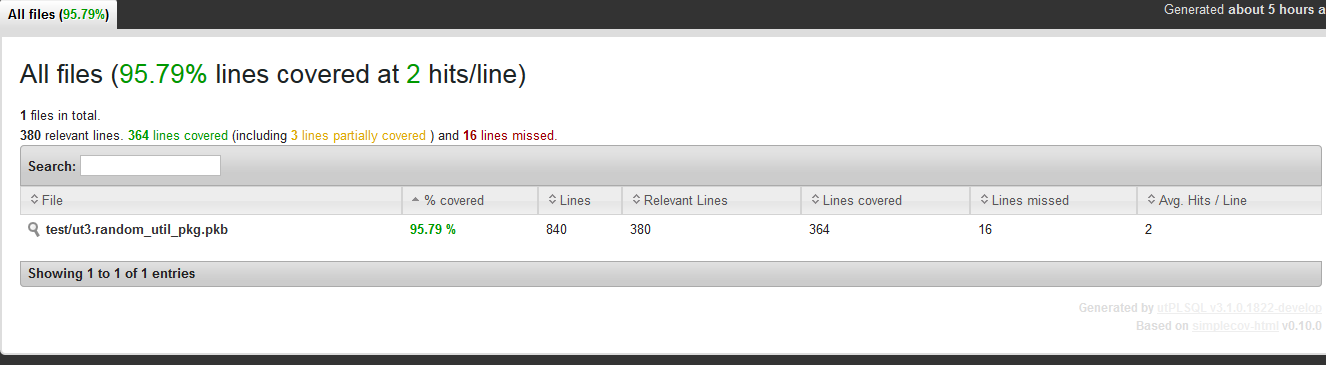 All files (95.79%)
Generated about 5 hours a
All files (95.79% lines covered at 2 hits/line)
1 files in total.
380 relevant lines. 364 lines covered (including 3 lines partially covered ) and 16 lines missed.
Search:
File % covered Lines Relevant Lines Lines covered Lines missed Avg. Hits / Line
test/ut3.random_util_pkg.pkb 95.79 % 840 380 364 16 2
Showing 1 to 1 of 1 entries
Generated by utPLSQL v3.1.0.1822-develop
Based on simplecov-html v0.10.0